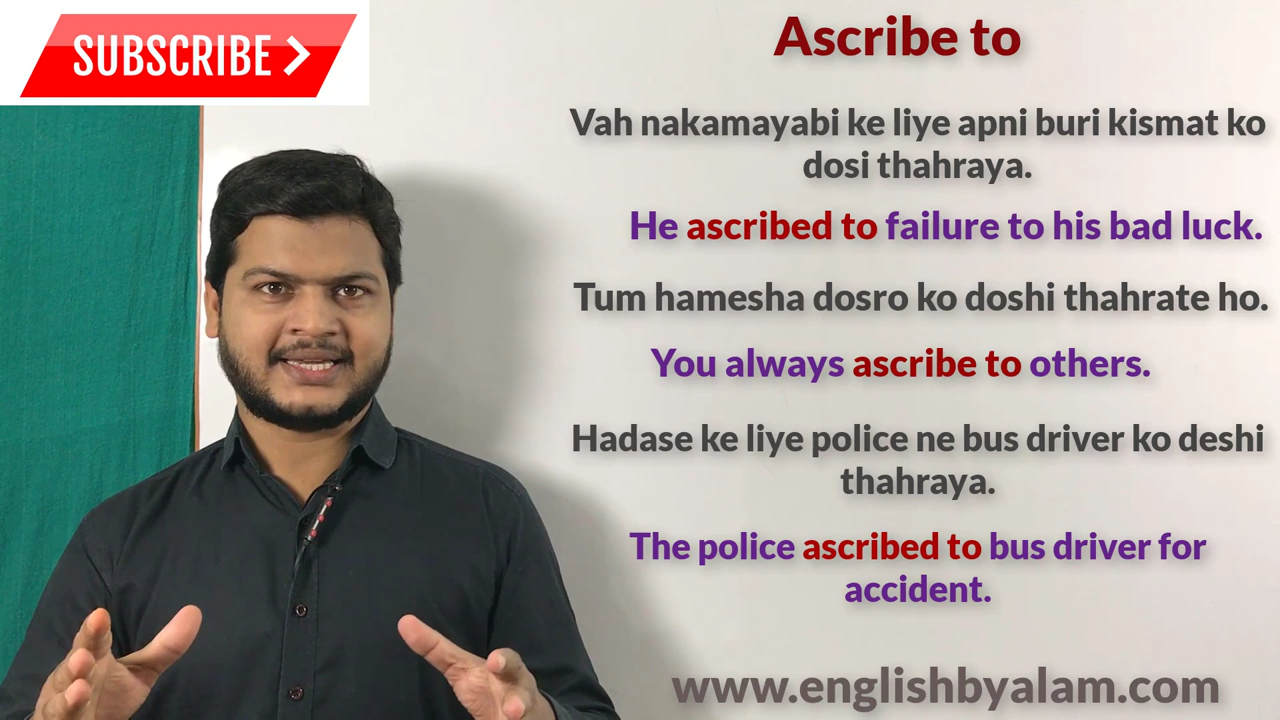 SUBSCRIBE
Ascribe to
Vah nakamayabi ke liye apni buri kismat ko
dosi thahraya.
He ascribed to failure to his bad luck.
Tum hamesha dosro ko doshi thahrate ho.
You always ascribe to others.
Hadase ke liye police ne bus driver ko deshi
thahraya.
The police ascribed to bus driver for
accident.
www.englishbyalam.com